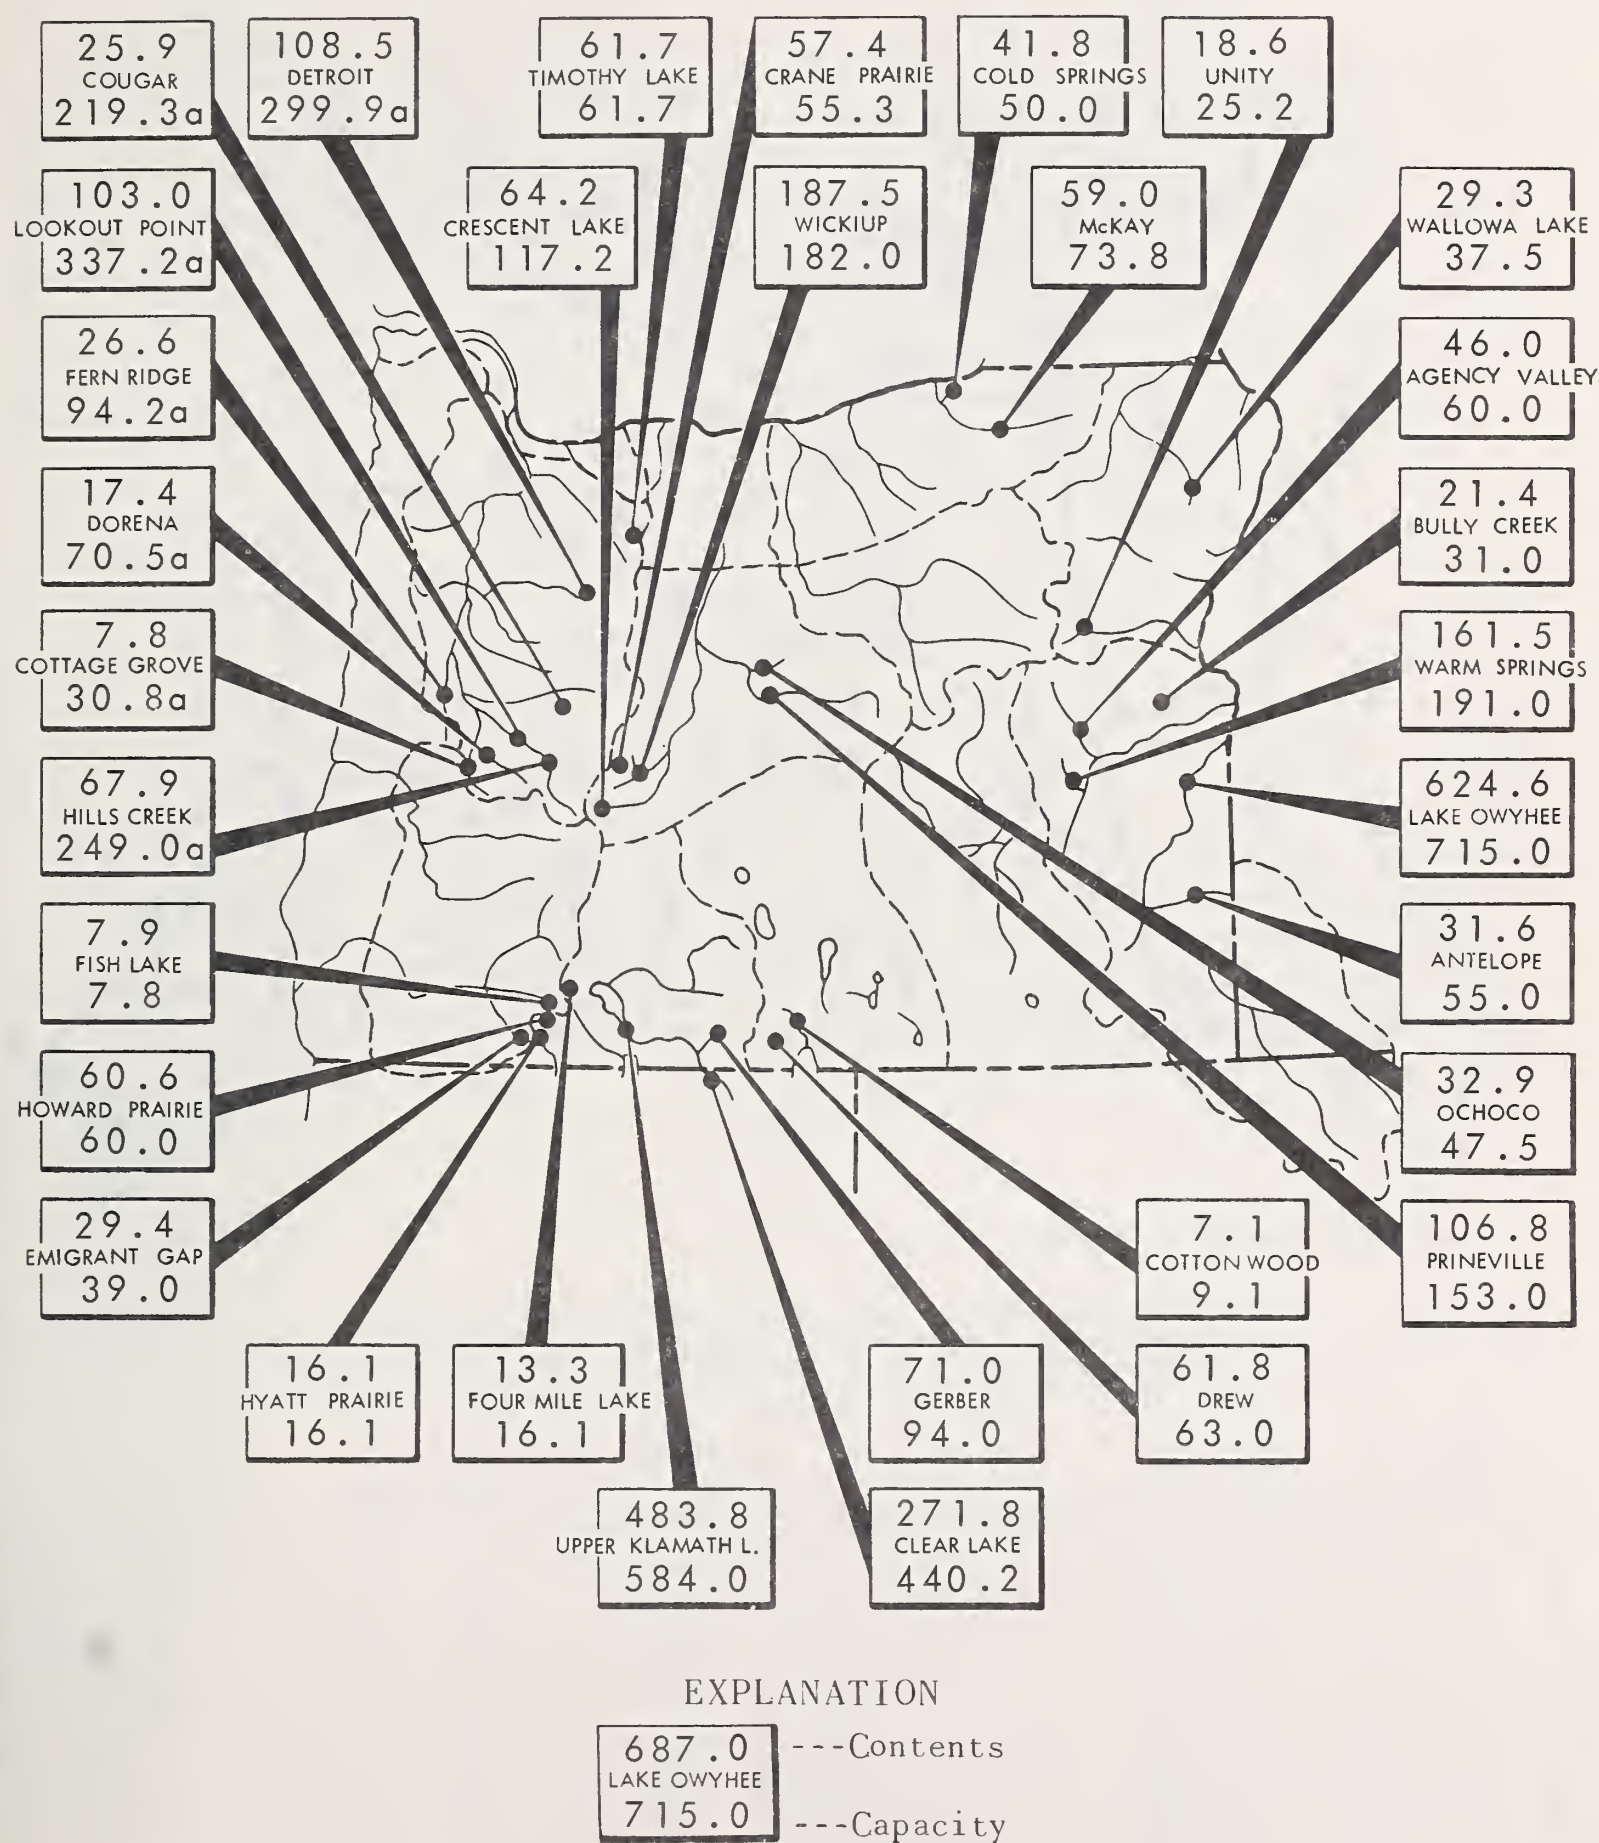 25.9
COUGAR
219.3a
108.5
DETROIT
299.9a
61.7
TIMOTHY LAKE
61.7
57.4
CRANE PRAIRIE
55.3
41.8
COLD SPRINGS
50.0
18.6
UNITY
25.2
103.0
LOOKOUT POINT
337.2a
64.2
CRESCENT LAKE
117.2
187.5
WICKIUP
182.0
59.0
McKAY
73.8
29.3
WALLOWA LAKE
37.5
26.6
FERN RIDGE
94.2a
46.0
AGENCY VALLEY
60.0
17.4
DORENA
70.5a
21.4
BULLY CREEK
31.0
7.8
COTTAGE GROVE
30.8a
161.5
WARM SPRINGS
191.0
67.9
HILLS CREEK
249.0a
624.6
LAKE OWYHEE
715.0
7.9
FISH LAKE
7.8
31.6
ANTELOPE
55.0
60.6
HOWARD PRAIRIE
60.0
32.9
OCHOCO
47.5
29.4
EMIGRANT GAP
39.0
7.1
COTTON WOOD
9.1
106.8
PRINEVILLE
153.0
16.1
HYATT PRAIRIE
16.1
13.3
FOUR MILE LAKE
16.1
71.0
GERBER
94.0
61.8
DREW
63.0
483.8
UPPER KLAMATH L.
584.0
271.8
CLEAR LAKE
440.2
EXPLANATION
687.0 ---Contents
LAKE OWYHEE
715.0 ---Capacity